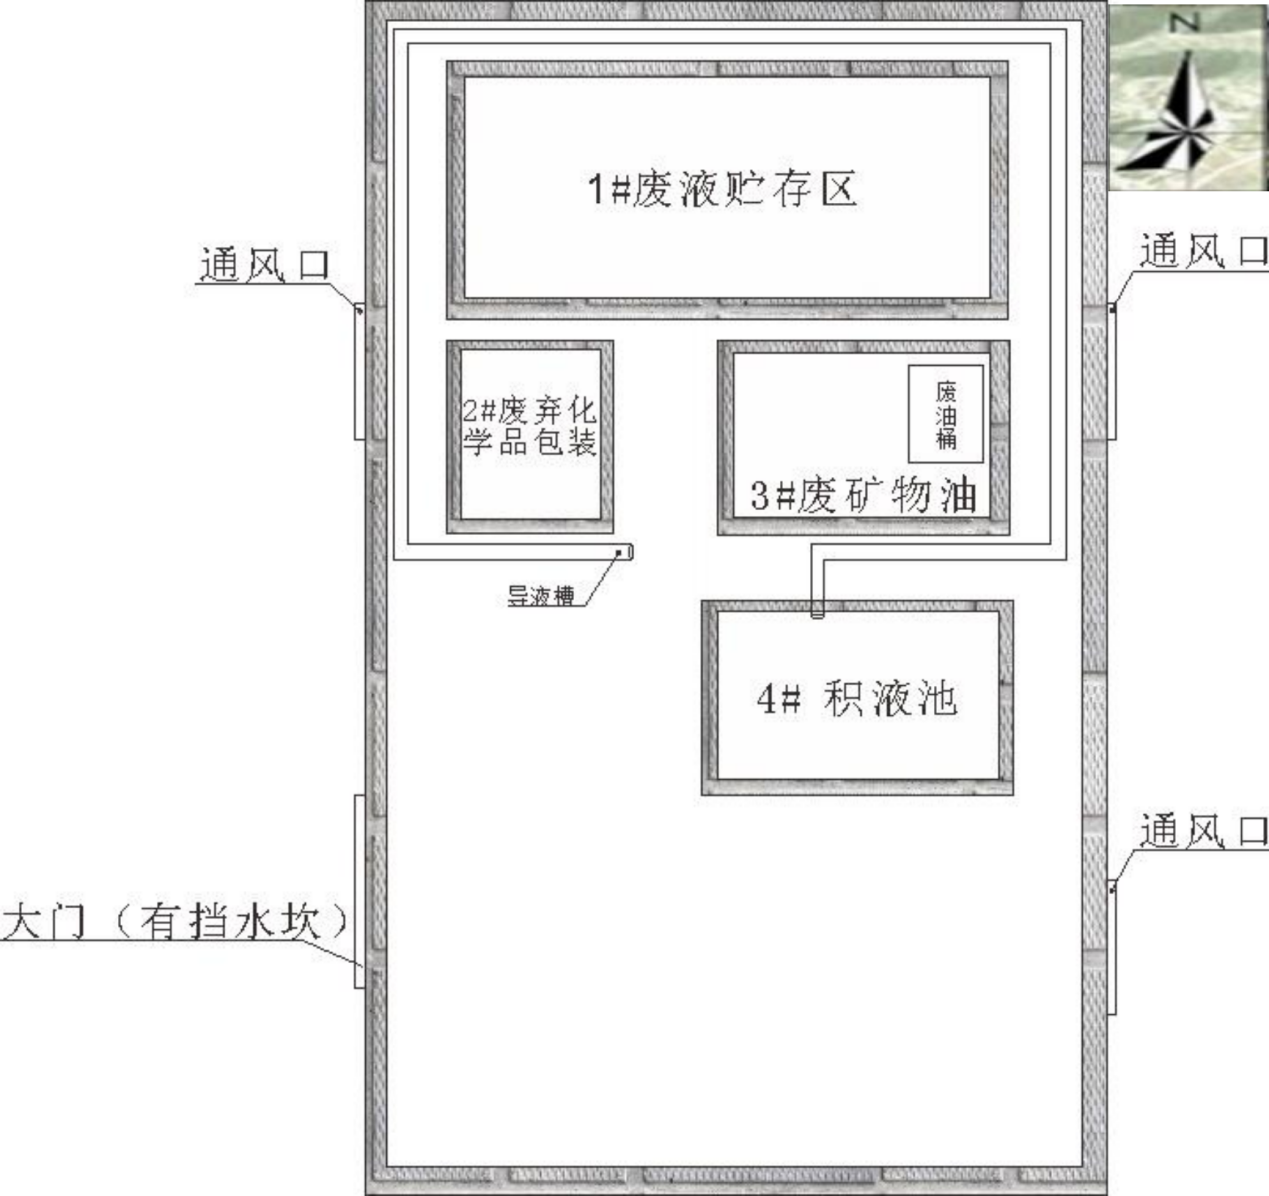 N
1#废液贮存区
通风口
通风口
2#废弃化
学品包装
废
油
桶
3#废矿物油
导液槽
4# 积液池
通风口
大门（有挡水坎）